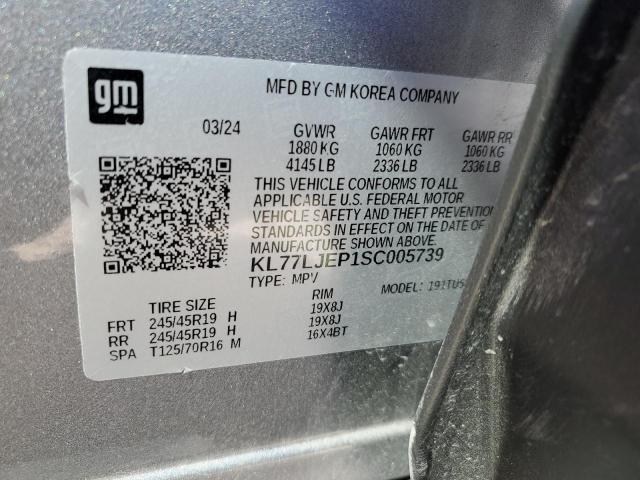 gm
MFD BY GM KOREA COMPANY
03/24 GVWR GAWR FRT GAWR RR
1880 KG 1060 KG 1060 KG
4145 LB 2336 LB 2336 LB
THIS VEHICLE CONFORMS TO ALL
APPLICABLE U.S. FEDERAL MOTOR
VEHICLE SAFETY AND THEFT PREVENTION
STANDARDS IN EFFECT ON THE DATE OF
MANUFACTURE SHOWN ABOVE.
KL77LJEP1SC005739
TYPE: MPV MODEL:
TIRE SIZE RIM
FRT 245/45R19 H 19X8J
RR 245/45R19 H 19X8J
SPA T125/70R16 M 16X4BT